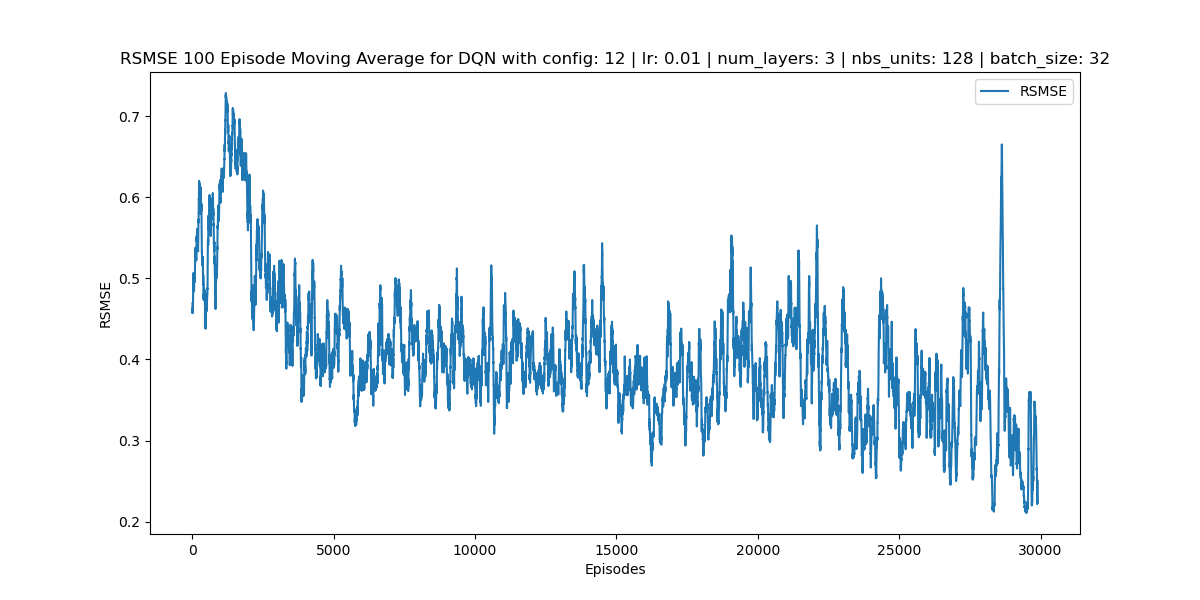 RSMSE 100 Episode Moving Average for DQN with config: 12 | lr: 0.01 | num_layers: 3 | nbs_units: 128 | batch_size: 32
RSMSE
0.7
0.6
0.5
0.4
0.3
0.2
RSMSE
0 5000 10000 15000 20000 25000 30000
Episodes